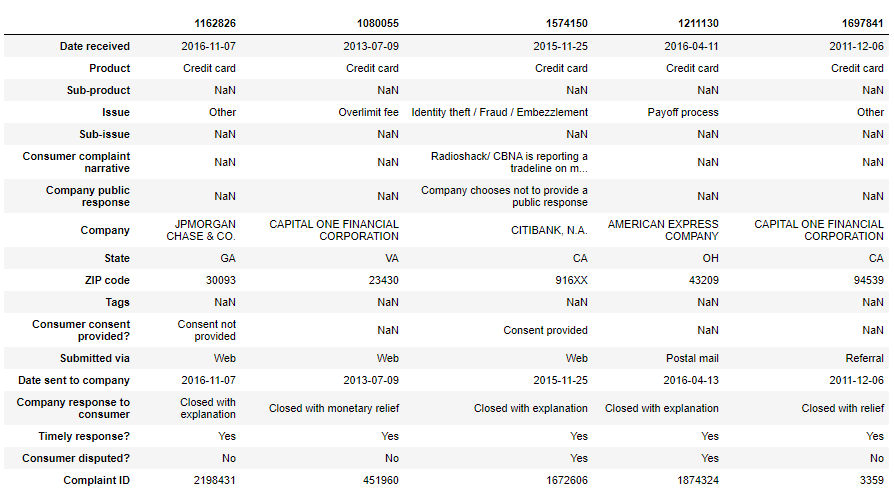 1162826 1080055 1574150 1211130 1697841
Date received 2016-11-07 2013-07-09 2015-11-25 2016-04-11 2011-12-06
Product Credit card Credit card Credit card Credit card Credit card
Sub-product NaN NaN NaN NaN NaN
Issue Other Overlimit fee Identity theft / Fraud / Embezzlement Payoff process Other
Sub-issue NaN NaN NaN NaN NaN
Consumer complaint Radioshack/ CBNA is reporting a
narrative NaN NaN tradeline on m... NaN NaN
Company public Company chooses not to provide a
response NaN NaN public response NaN NaN
Company JPMORGAN CAPITAL ONE FINANCIAL CITIBANK, N.A. AMERICAN EXPRESS CAPITAL ONE FINANCIAL
CHASE & CO. CORPORATION COMPANY CORPORATION
State GA VA CA OH CA
ZIP code 30093 23430 916XX 43209 94539
Tags NaN NaN NaN NaN NaN
Consumer consent Consent not
provided? provided NaN Consent provided NaN NaN
Submitted via Web Web Web Postal mail Referral
Date sent to company 2016-11-07 2013-07-09 2015-11-25 2016-04-13 2011-12-06
Company response to Closed with
consumer explanation Closed with monetary relief Closed with explanation Closed with explanation Closed with relief
Timely response? Yes Yes Yes Yes Yes
Consumer disputed? No No Yes Yes No
Complaint ID 2198431 451960 1672606 1874324 3359